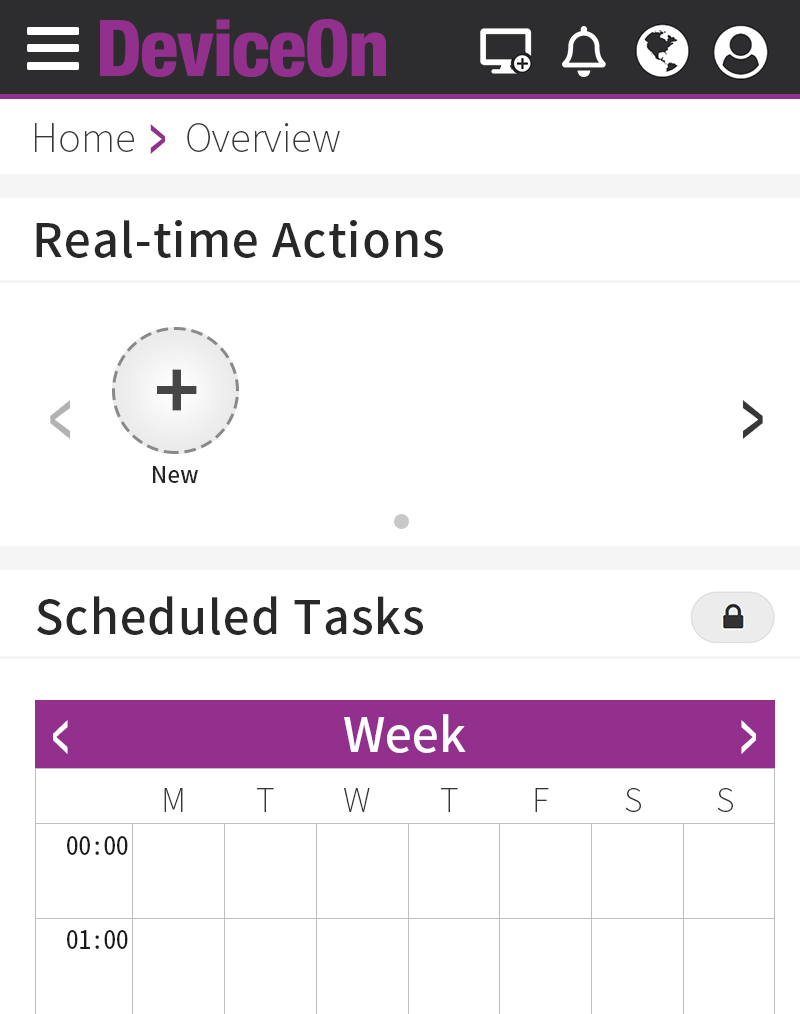 DeviceOn
Home > Overview
Real-time Actions
New
Scheduled Tasks
Week
M T W T F S S
00:00
01:00